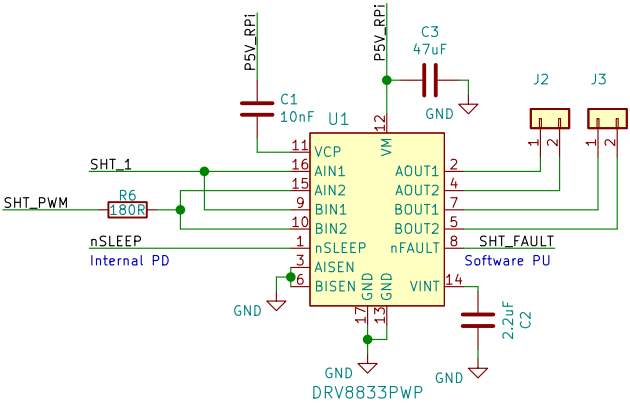 P5V_RPi
P5V_RPi
C3
47uF
GND
J2
J3
1
2
1
2
C1
10nF
U1
12
VM
11
VCP
SHT_1
16
AIN1
AOUT1
2
15
AIN2
AOUT2
4
SHT_PWM
R6
180R
9
BIN1
BOUT1
7
10
BIN2
BOUT2
5
nSLEEP
1
nSLEEP
nFAULT
8
SHT_FAULT
Internal PD
Software PU
3
AISEN
6
BISEN
GND
GND
VINT
14
GND
17
13
2.2uF
C2
GND
GND
DRV8833PWP